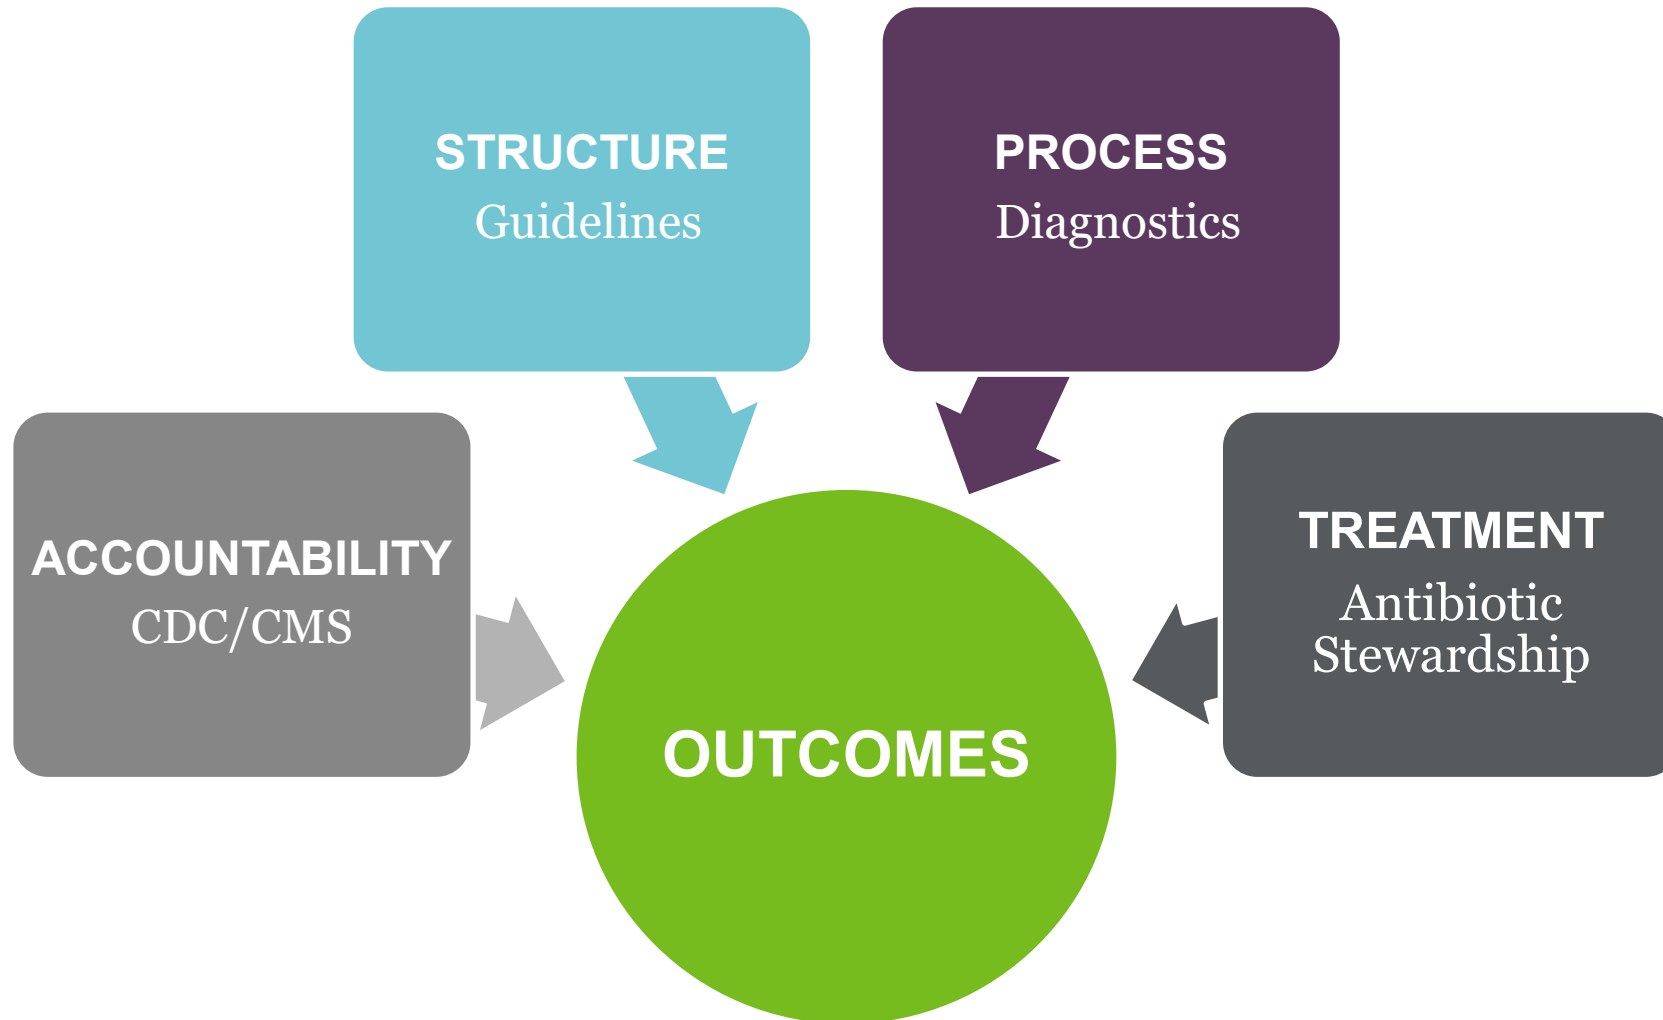 STRUCTURE
Guidelines
PROCESS
Diagnostics
ACCOUNTABILITY
CDC/CMS
TREATMENT
Antibiotic
Stewardship
OUTCOMES